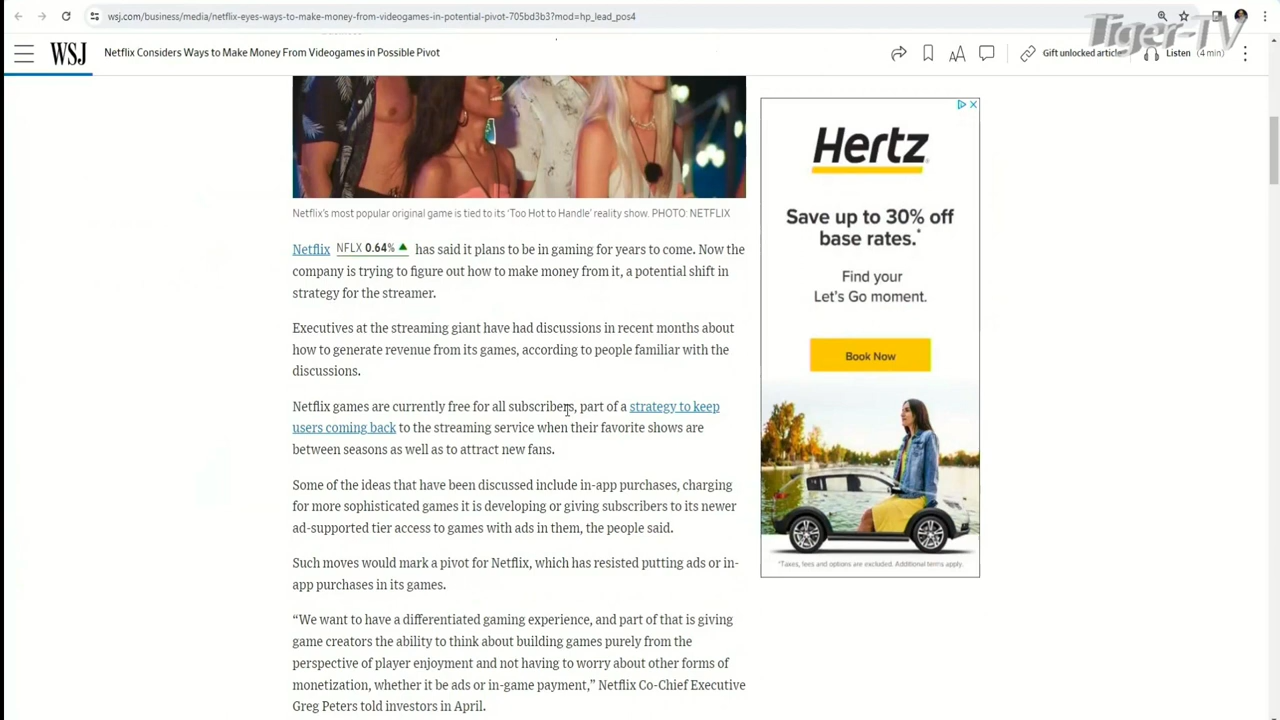 wsj.com/business/media/netflix-eyes-ways-to-make-money-from-videogames-in-potential-pivot-705bd3b3?mod=hp_lead_pos4
Tiger-TV
WSJ
Netflix Considers Ways to Make Money From Videogames in Possible Pivot
Gift unlocked article
Listen (4 min)
Netflix's most popular original game is tied to its 'Too Hot to Handle' reality show. PHOTO: NETFLIX
Netflix NFLX 0.64% ▲ has said it plans to be in gaming for years to come. Now the
company is trying to figure out how to make money from it, a potential shift in
strategy for the streamer.
Executives at the streaming giant have had discussions in recent months about
how to generate revenue from its games, according to people familiar with the
discussions.
Netflix games are currently free for all subscribers, part of a strategy to keep
users coming back to the streaming service when their favorite shows are
between seasons as well as to attract new fans.
Some of the ideas that have been discussed include in-app purchases, charging
for more sophisticated games it is developing or giving subscribers to its newer
ad-supported tier access to games with ads in them, the people said.
Such moves would mark a pivot for Netflix, which has resisted putting ads or in-
app purchases in its games.
“We want to have a differentiated gaming experience, and part of that is giving
game creators the ability to think about building games purely from the
perspective of player enjoyment and not having to worry about other forms of
monetization, whether it be ads or in-game payment,” Netflix Co-Chief Executive
Greg Peters told investors in April.
Hertz
Save up to 30% off
base rates.*
Find your
Let's Go moment.
Book Now
*Taxes, fees and options are excluded. Additional terms apply.